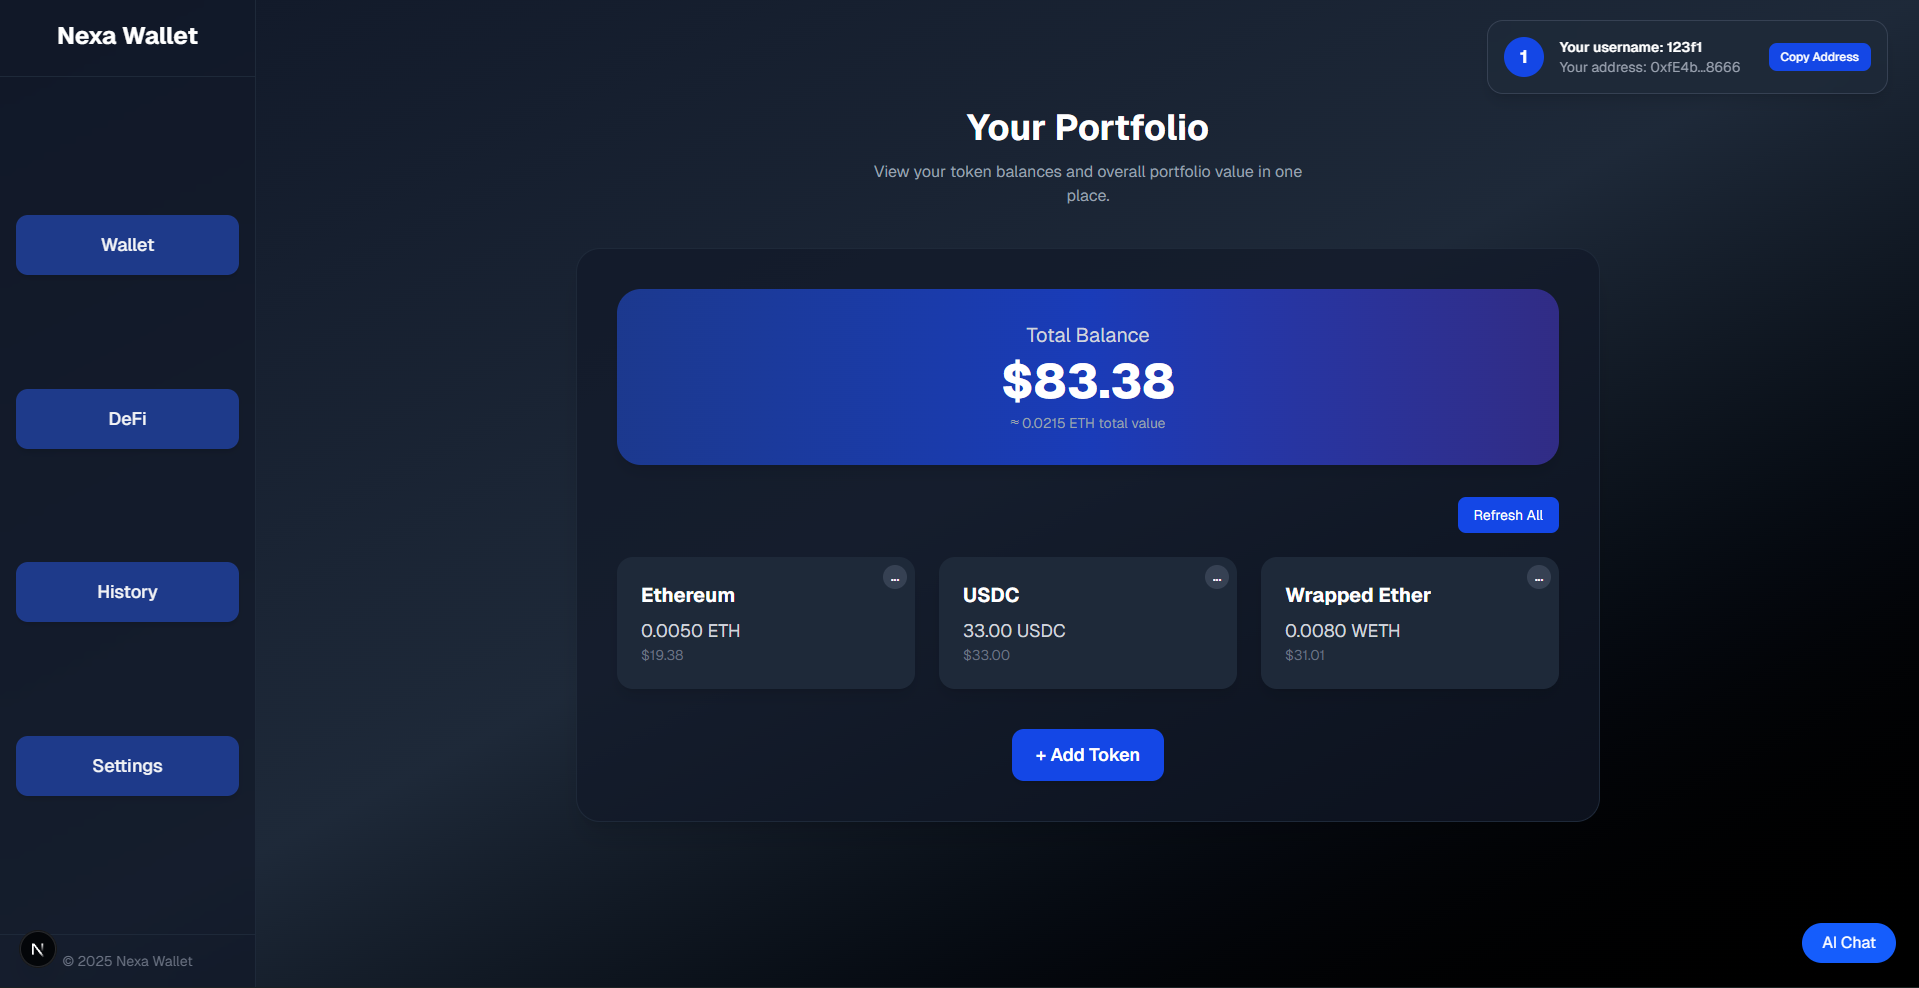 Nexa Wallet
Wallet
DeFi
History
Settings
N
© 2025 Nexa Wallet
1
Your username: 123f1
Your address: 0xfE4b...8666
Copy Address
Your Portfolio
View your token balances and overall portfolio value in one
place.
Total Balance
$83.38
≈ 0.0215 ETH total value
Refresh All
...
Ethereum
0.0050 ETH
$19.38
...
USDC
33.00 USDC
$33.00
...
Wrapped Ether
0.0080 WETH
$31.01
+ Add Token
AI Chat